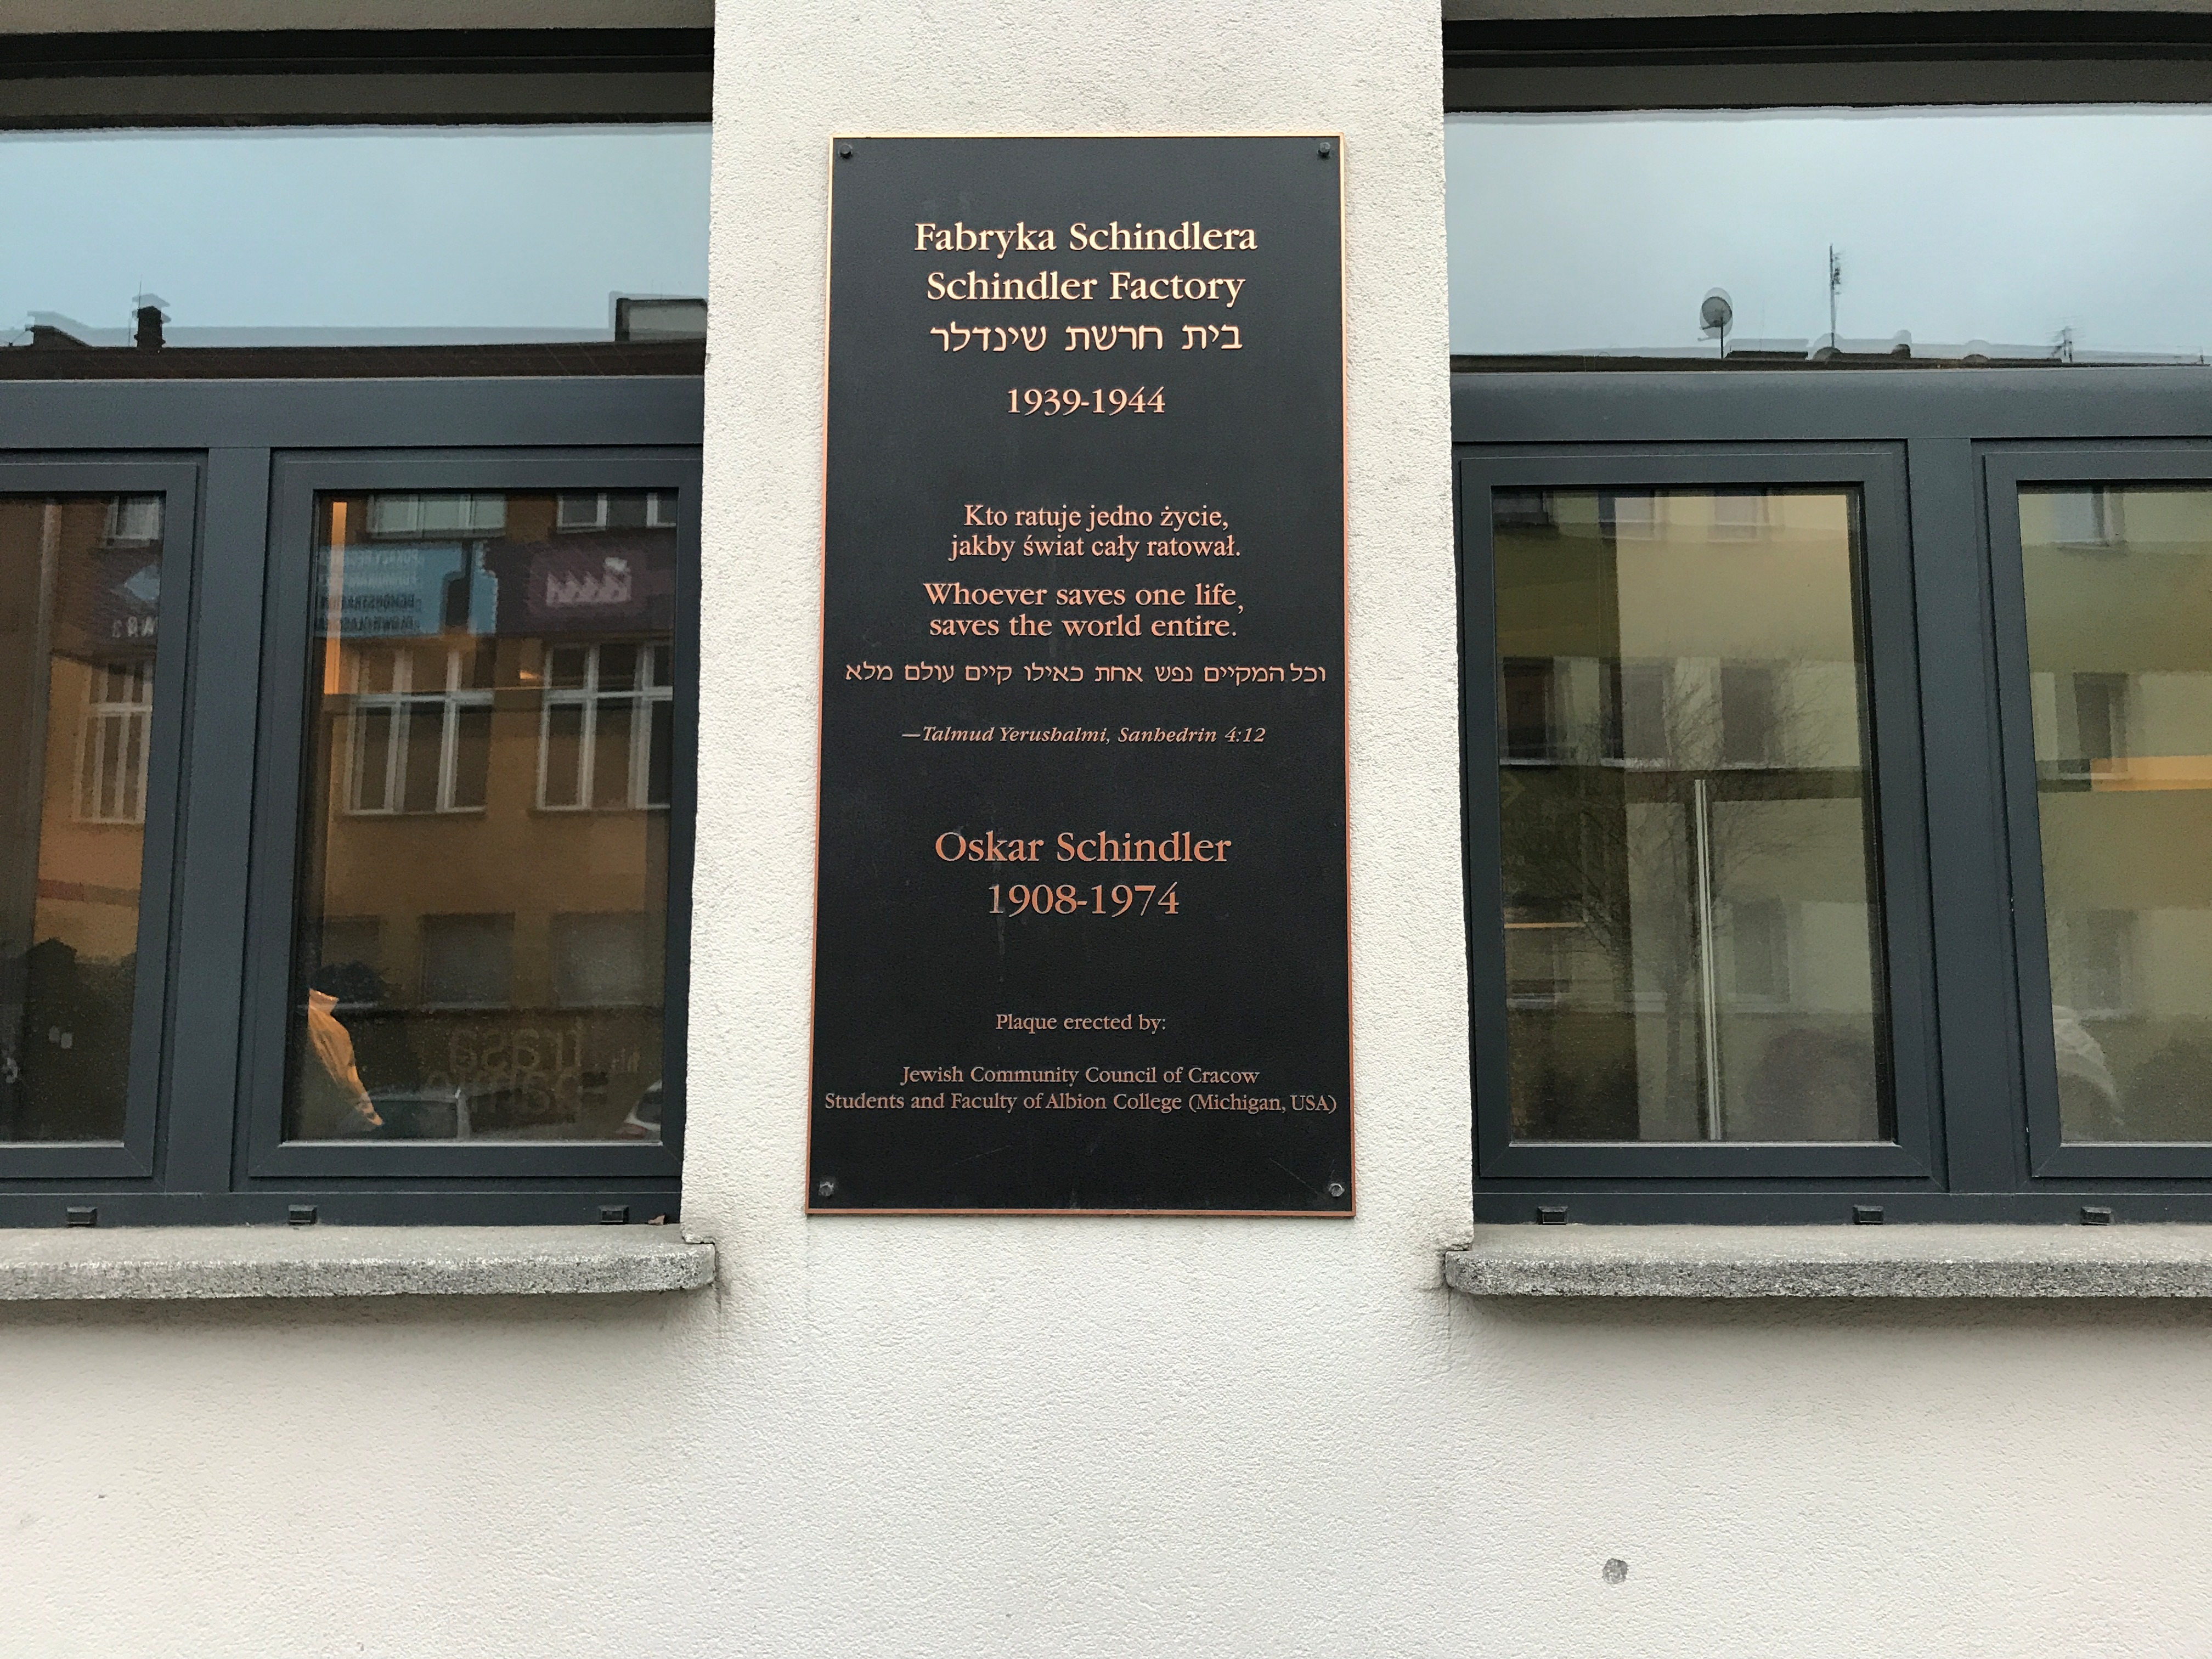 Fabryka Schindlera
Schindler Factory
בית חרשת שינדלר
1939-1944
Kto ratuje jedno życie,
jakby świat cały ratował.
Whoever saves one life,
saves the world entire.
וכל המקיים נפש אחת כאילו קיים עולם מלא
—Talmud Yerushalmi, Sanhedrin 4:12
Oskar Schindler
1908-1974
Plaque erected by:
Jewish Community Council of Cracow
Students and Faculty of Albion College (Michigan, USA)